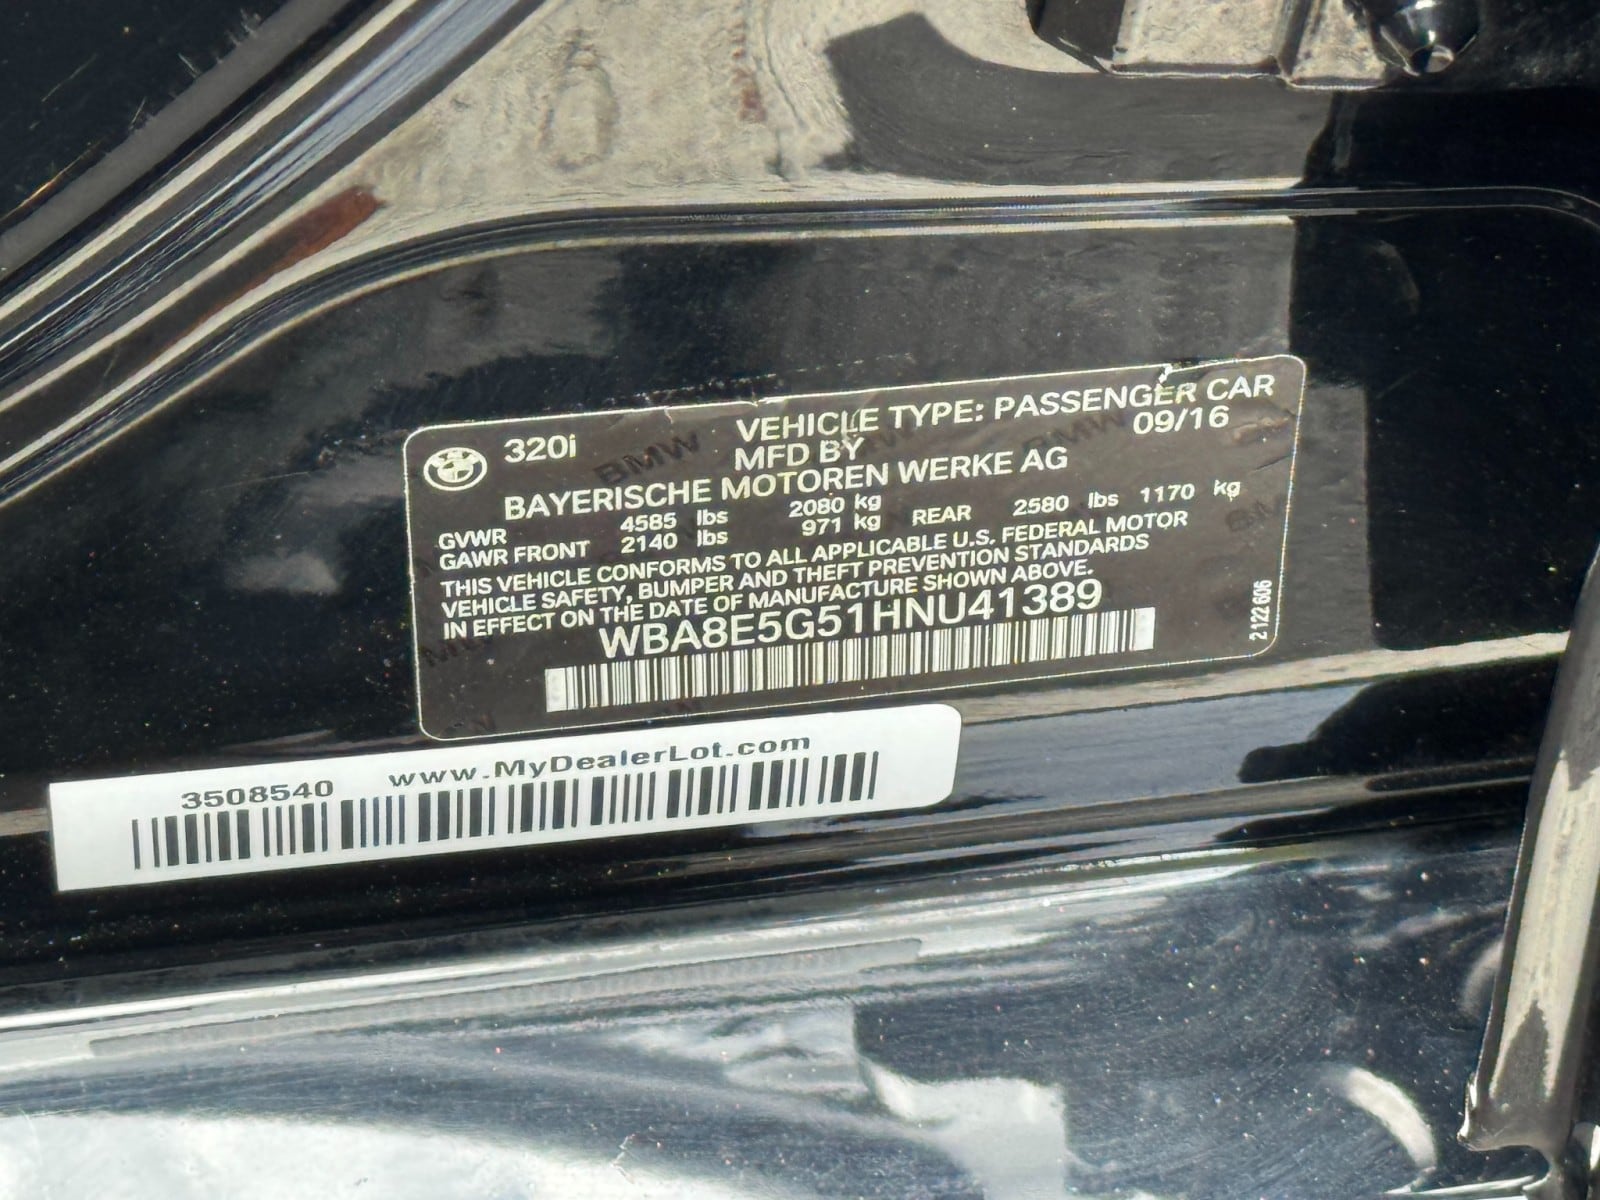 320i VEHICLE TYPE: PASSENGER CAR
MFD BY 09/16
BAYERISCHE MOTOREN WERKE AG
GVWR 4585 lbs 2080 kg
GAWR FRONT 2140 lbs 971 kg REAR 2580 lbs 1170 kg
THIS VEHICLE CONFORMS TO ALL APPLICABLE U.S. FEDERAL MOTOR
VEHICLE SAFETY, BUMPER AND THEFT PREVENTION STANDARDS
IN EFFECT ON THE DATE OF MANUFACTURE SHOWN ABOVE.
WBA8E5G51HNU41389
2122 606
3508540 www.MyDealerLot.com